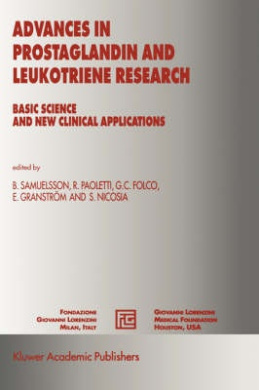 ADVANCES IN
PROSTAGLANDIN AND
LEUKOTRIENE RESEARCH
BASIC SCIENCE
AND NEW CLINICAL APPLICATIONS
edited by
B. SAMUELSSON, R. PAOLETTI, G.C. FOLCO,
E. GRANSTRÖM AND S. NICOSIA
FONDAZIONE
GIOVANNI LORENZINI
MILAN, ITALY
FLG
GIOVANNI LORENZINI
MEDICAL FOUNDATION
HOUSTON, USA
Kluwer Academic Publishers